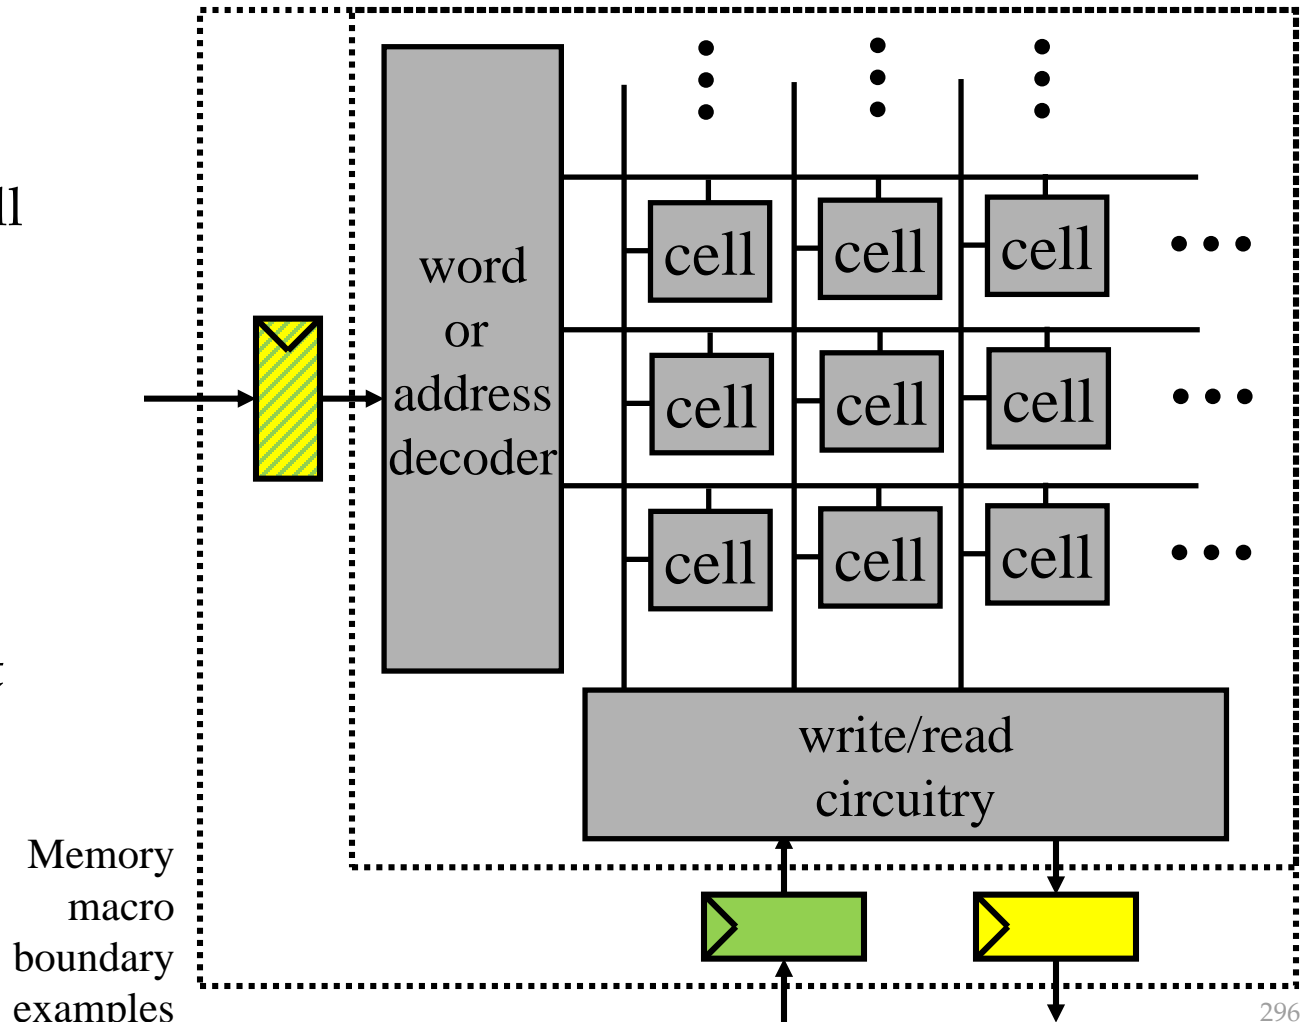 ll
word
or
address
decoder
cell cell cell
cell cell cell
cell cell cell
t
write/read
circuitry
Memory
macro
boundary
examples
296